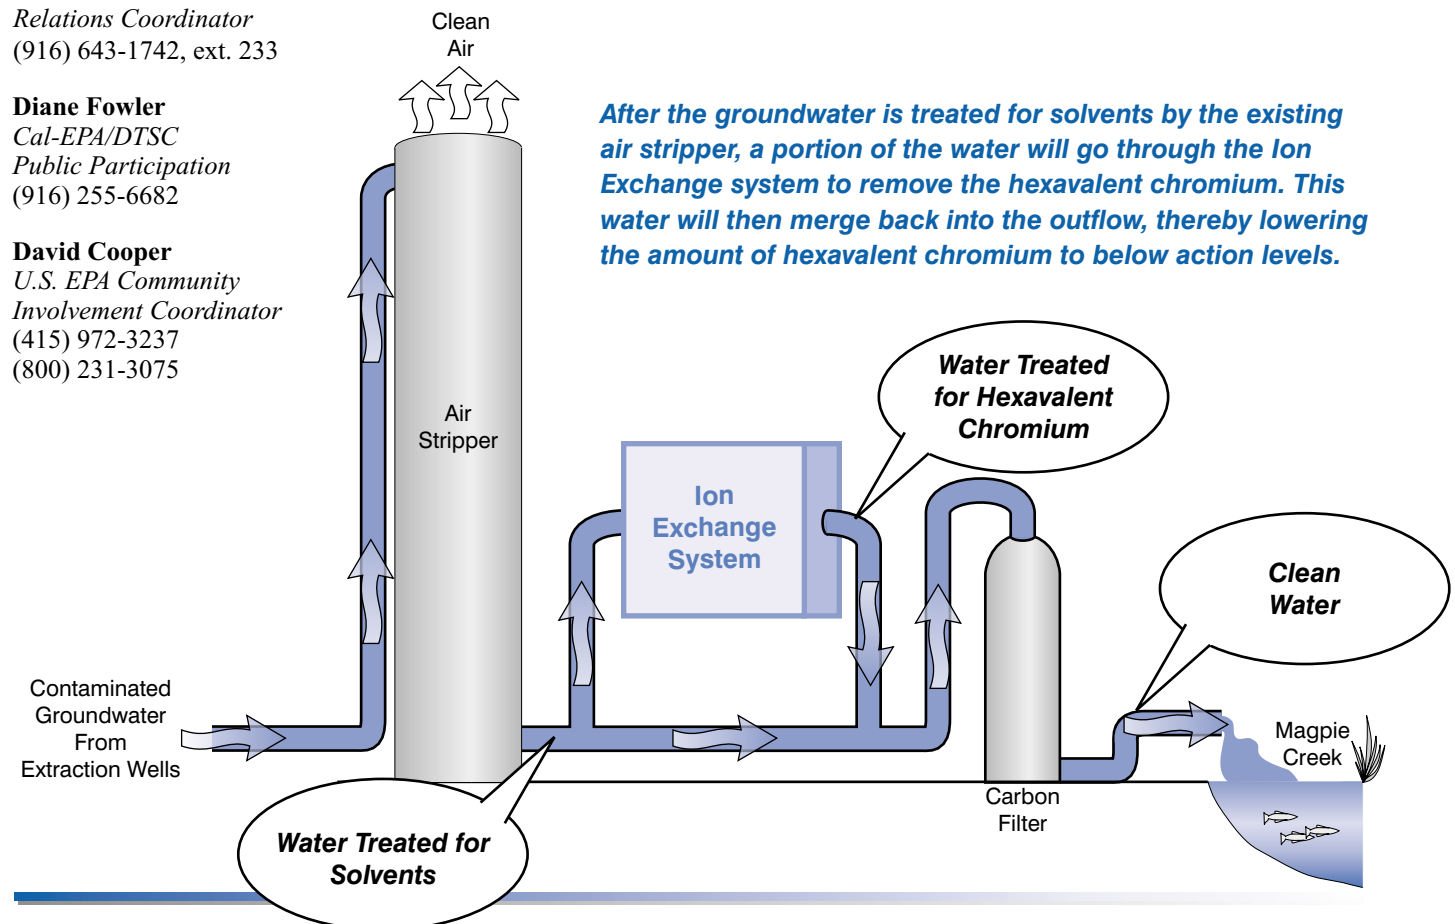 Relations Coordinator
(916) 643-1742, ext. 233
Diane Fowler
Cal-EPA/DTSC
Public Participation
(916) 255-6682
David Cooper
U.S. EPA Community
Involvement Coordinator
(415) 972-3237
(800) 231-3075
Clean
Air
After the groundwater is treated for solvents by the existing
air stripper, a portion of the water will go through the Ion
Exchange system to remove the hexavalent chromium. This
water will then merge back into the outflow, thereby lowering
the amount of hexavalent chromium to below action levels.
Air
Stripper
Ion
Exchange
System
Water Treated
for Hexavalent
Chromium
Clean
Water
Contaminated
Groundwater
From
Extraction Wells
Magpie
Creek
Carbon
Filter
Water Treated for
Solvents